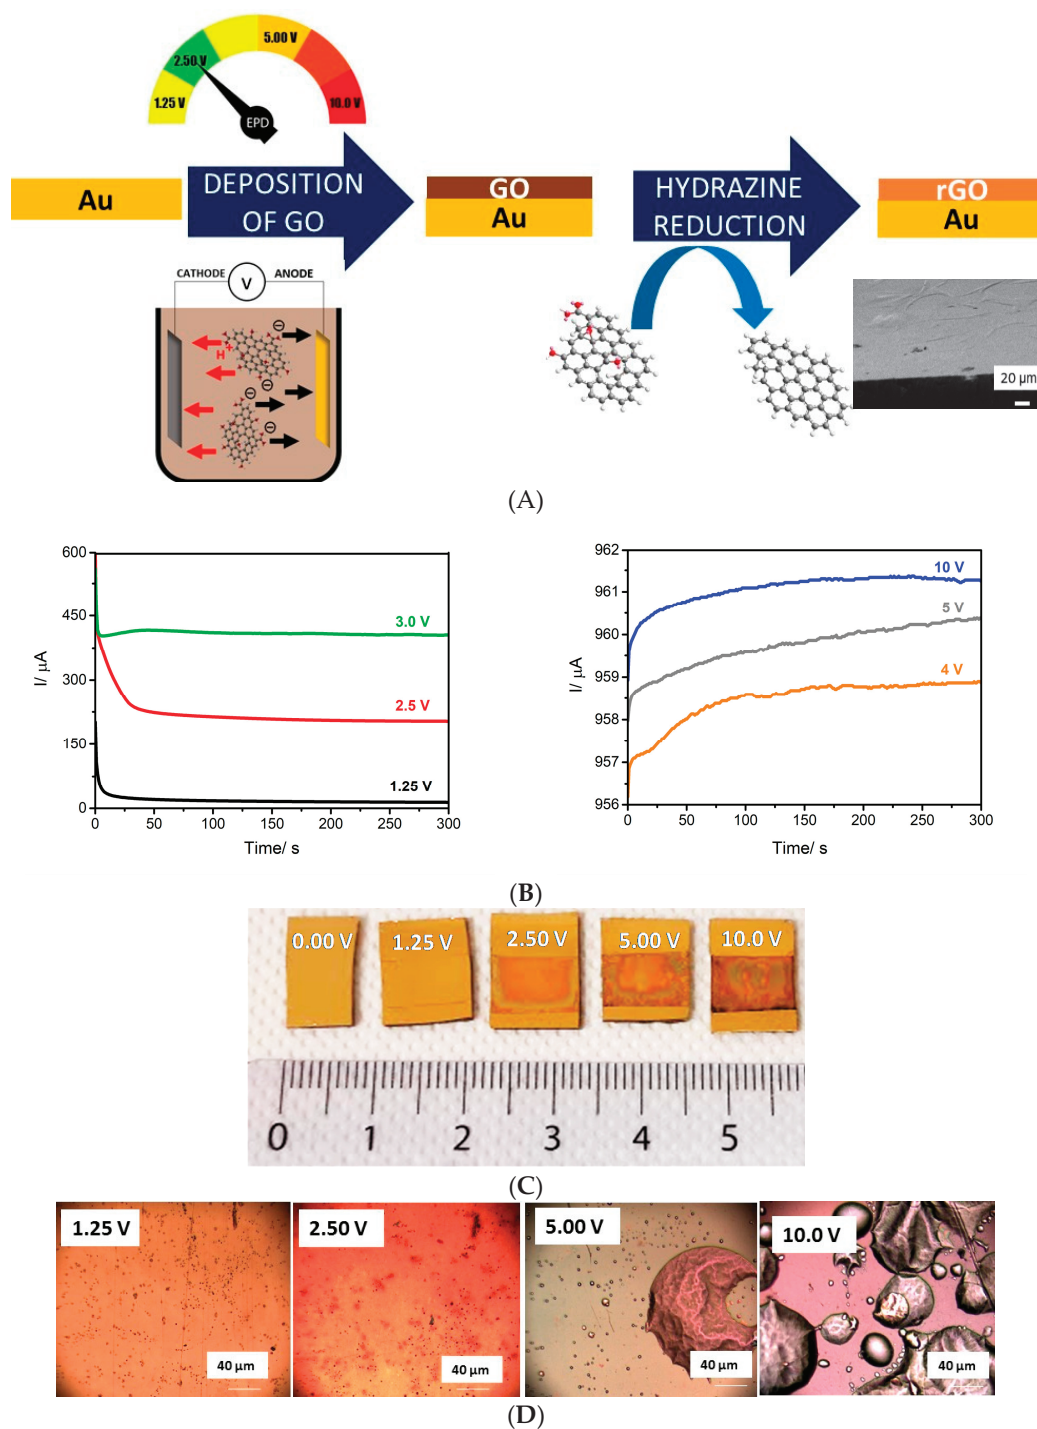 1.25 V
2.50 V
5.00 V
10.0 V
EPD
Au
DEPOSITION
OF GO
GO
Au
HYDRAZINE
REDUCTION
rGO
Au
CATHODE
V
ANODE
H+
20 µm
(A)
600
450
300
150
0
I/ µA
3.0 V
2.5 V
1.25 V
0 50 100 150 200 250 300
Time/ s
962
961
960
959
958
957
956
I/ µA
10 V
5 V
4 V
0 50 100 150 200 250 300
Time/ s
(B)
0.00 V 1.25 V 2.50 V 5.00 V 10.0 V
0 1 2 3 4 5
(C)
1.25 V 2.50 V 5.00 V 10.0 V
40 µm 40 µm 40 µm 40 µm
(D)